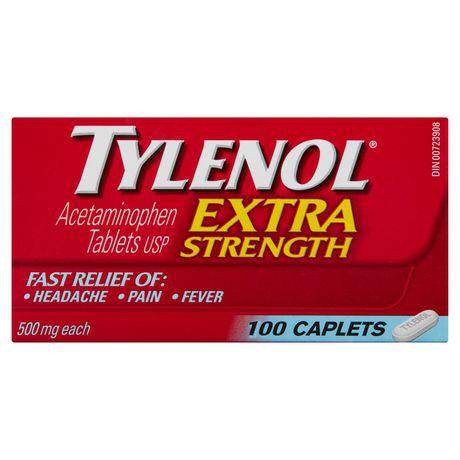 TYLENOL®
DIN 00723908
Acetaminophen
Tablets USP
EXTRA
STRENGTH
FAST RELIEF OF:
• HEADACHE • PAIN • FEVER
500 mg each
100 CAPLETS
TYLENOL